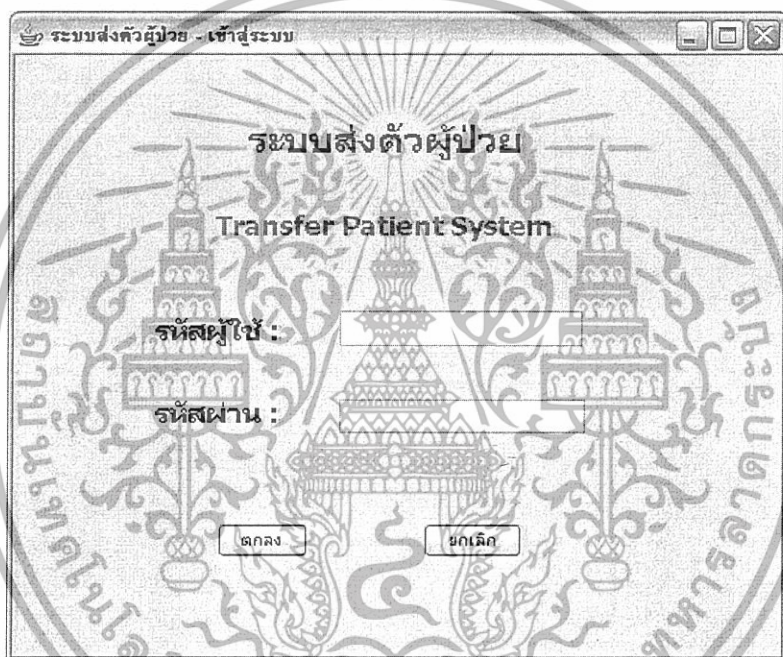 ระบบส่งตัวผู้ป่วย - เข้าสู่ระบบ
ระบบส่งตัวผู้ป่วย
Transfer Patient System
รหัสผู้ใช้ :
รหัสผ่าน :
ตกลง
ยกเลิก